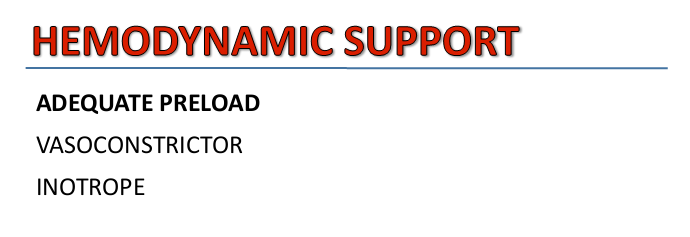 HEMODYNAMIC SUPPORT
ADEQUATE PRELOAD
VASOCONSTRICTOR
INOTROPE